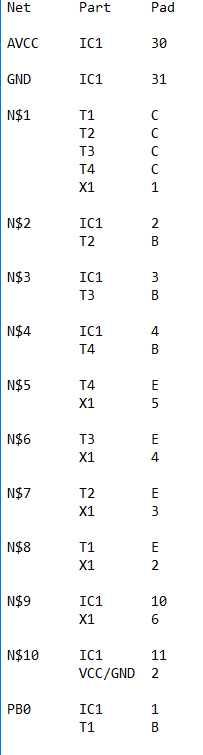 Net Part Pad
AVCC IC1 30
GND IC1 31
N$1 T1 C
T2 C
T3 C
T4 C
X1 1
N$2 IC1 2
T2 B
N$3 IC1 3
T3 B
N$4 IC1 4
T4 B
N$5 T4 E
X1 5
N$6 T3 E
X1 4
N$7 T2 E
X1 3
N$8 T1 E
X1 2
N$9 IC1 10
X1 6
N$10 IC1 11
VCC/GND 2
PB0 IC1 1
T1 B